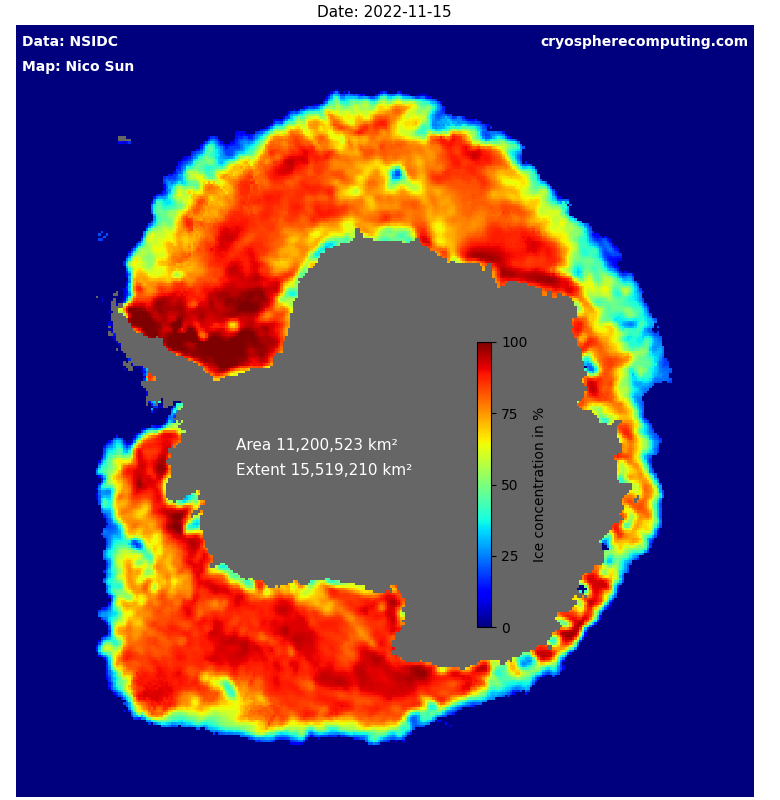 Date: 2022-11-15
Data: NSIDC
cryospherecomputing.com
Map: Nico Sun
100
75
50
25
0
Ice concentration in %
Area 11,200,523 km²
Extent 15,519,210 km²